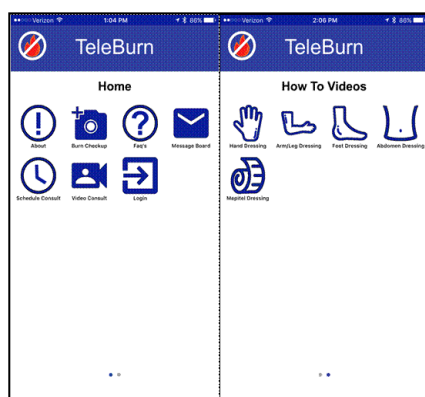 Verizon 1:04 PM 86%
TeleBurn
Home
About Burn Checkup Faq's Message Board
Schedule Consult Video Consult Login
Verizon 2:06 PM 86%
TeleBurn
How To Videos
Hand Dressing Arm/Leg Dressing Foot Dressing Abdomen Dressing
Mepital Dressing